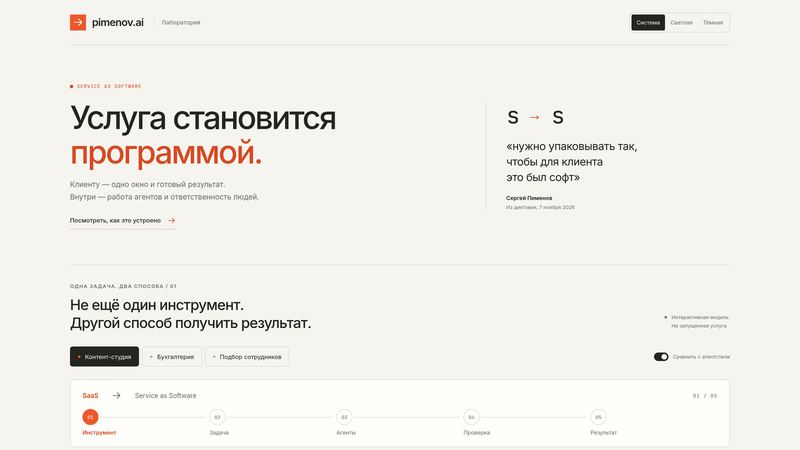 pimenov.ai
Лаборатория
Система
Светлая
Тёмная
SERVICE AS SOFTWARE
Услуга становится
программой.
Клиенту — одно окно и готовый результат.
Внутри — работа агентов и ответственность людей.
Посмотреть, как это устроено →
S → S
«нужно упаковывать так,
чтобы для клиента
это был софт»
Сергей Пименов
Из диктовки, 7 ноября 2026
ОДНА ЗАДАЧА. ДВА СПОСОБА / 01
Не ещё один инструмент.
Другой способ получить результат.
Интерактивная модель.
Не запущенная услуга
Контент-студия
Бухгалтерия
Подбор сотрудников
Сравнить с агентством
SaaS → Service as Software
01 / 05
01
02
03
04
05
Инструмент
Задача
Агенты
Проверка
Результат